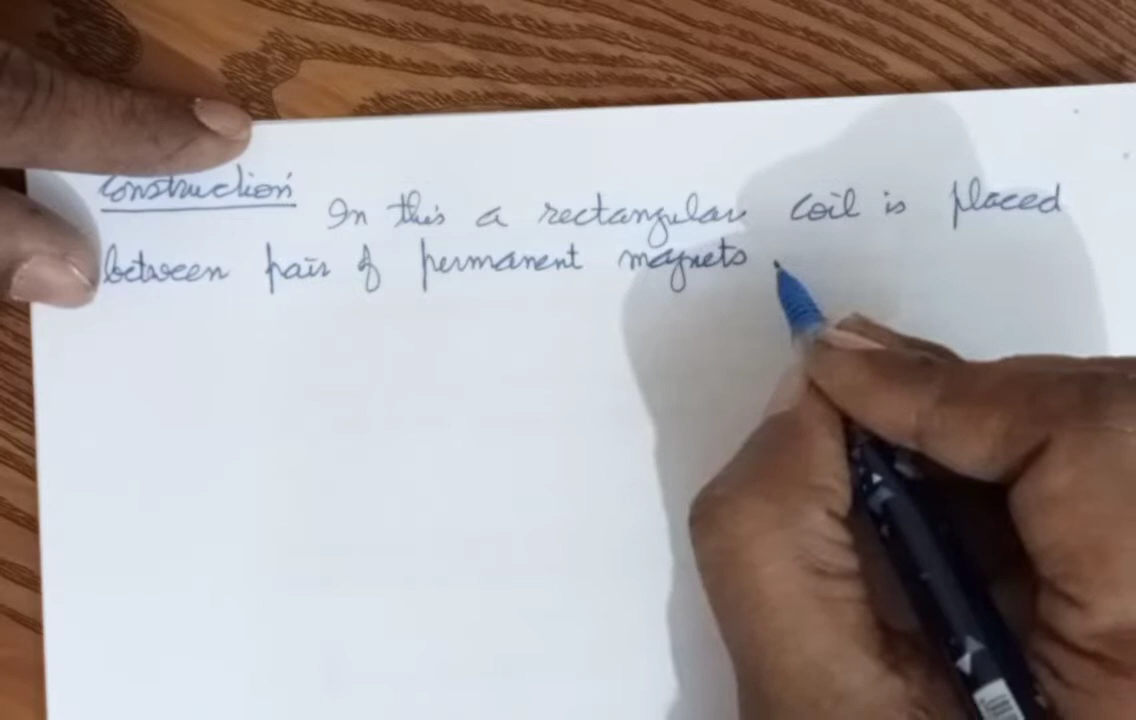 Construction
In this a rectangular coil is placed
between pair of permanent magnets